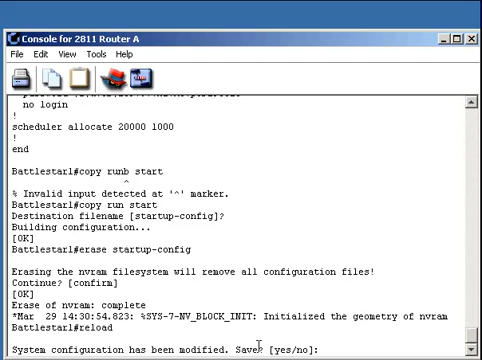 Console for 2811 Router A
File Edit View Tools Help
no login
!
scheduler allocate 20000 1000
!
end
Battlestar1#copy runb start
^
% Invalid input detected at '^' marker.
Battlestar1#copy run start
Destination filename [startup-config]?
Building configuration...
[OK]
Battlestar1#erase startup-config
Erasing the nvram filesystem will remove all configuration files!
Continue? [confirm]
[OK]
Erase of nvram: complete
*Mar 29 14:30:54.823: %SYS-7-NV_BLOCK_INIT: Initialized the geometry of nvram
Battlestar1#reload
System configuration has been modified. Save? [yes/no]: